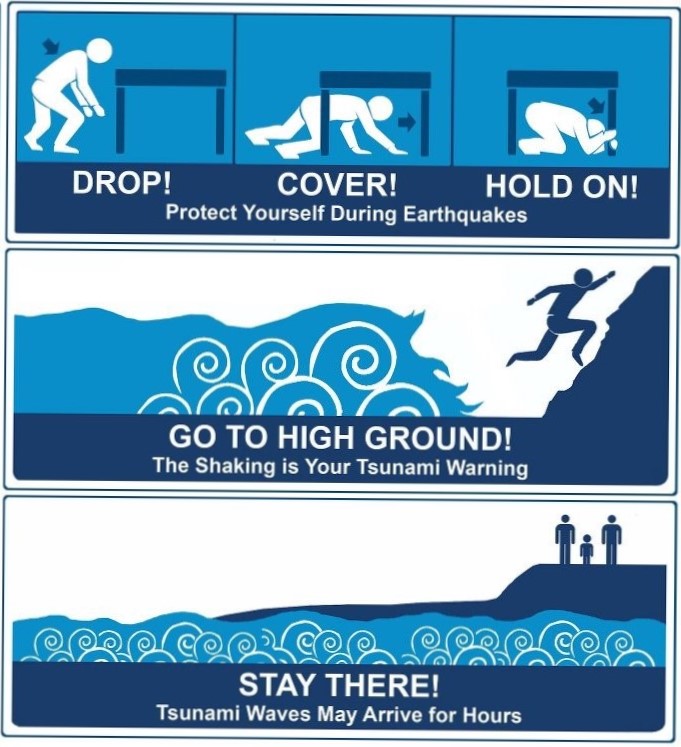 DROP! COVER! HOLD ON!
Protect Yourself During Earthquakes
GO TO HIGH GROUND!
The Shaking is Your Tsunami Warning
STAY THERE!
Tsunami Waves May Arrive for Hours